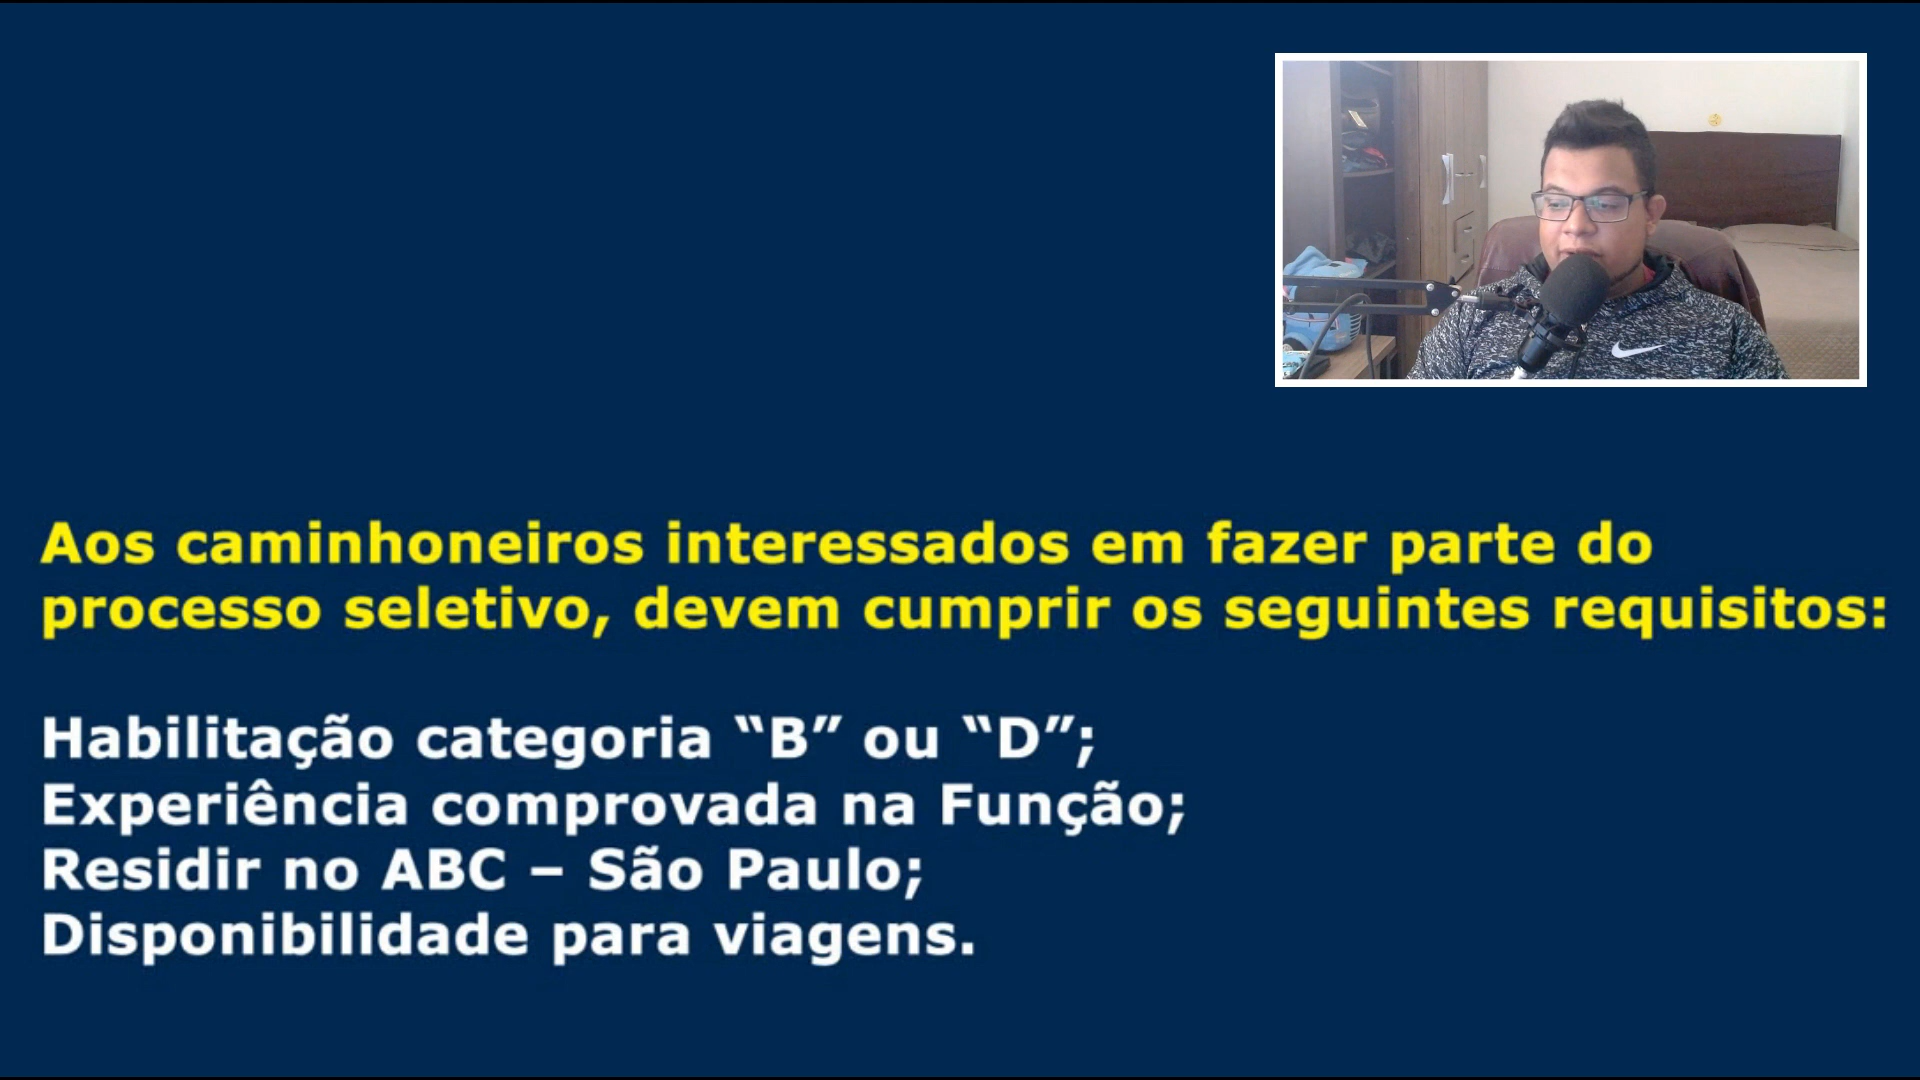 Aos caminhoneiros interessados em fazer parte do
processo seletivo, devem cumprir os seguintes requisitos:
Habilitação categoria “B” ou “D”;
Experiência comprovada na Função;
Residir no ABC – São Paulo;
Disponibilidade para viagens.